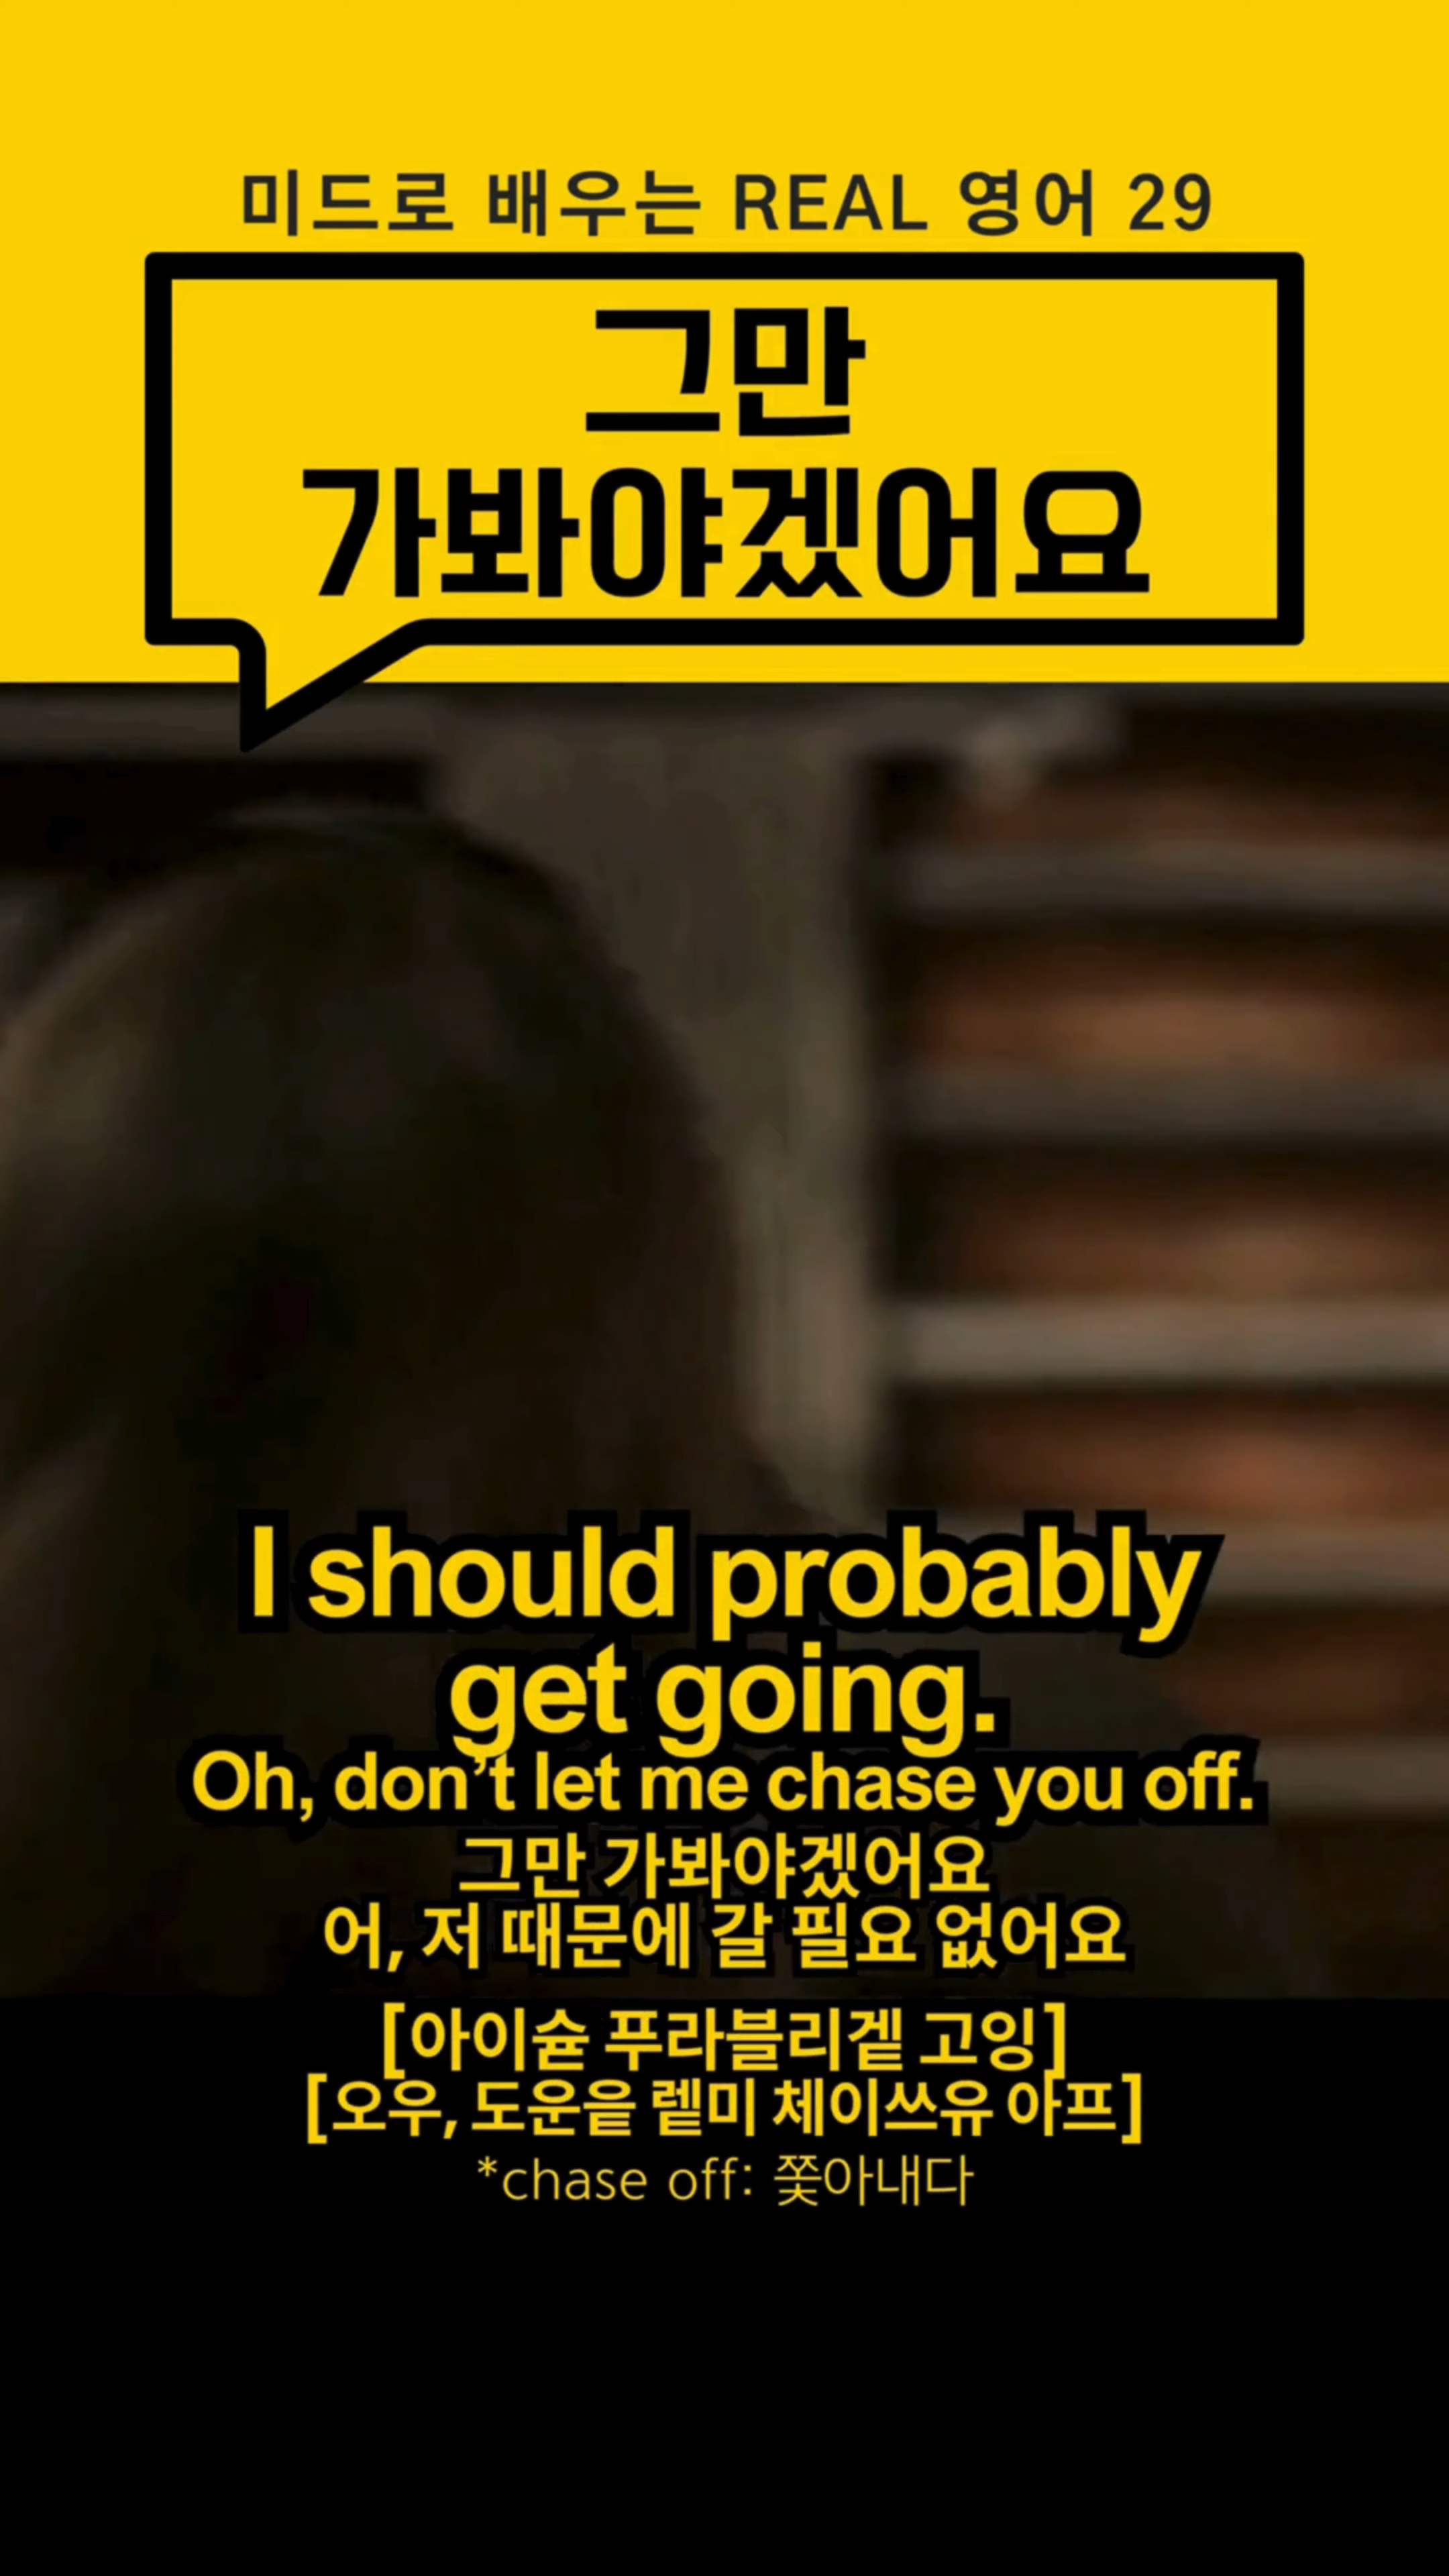 미드로 배우는 REAL 영어 29
그만
가봐야겠어요
I should probably
get going.
Oh, don’t let me chase you off.
그만 가봐야겠어요
어, 저 때문에 갈 필요 없어요
[아이슏 푸라블리겥 고잉]
[오우, 도운읕 렡미 체이쓰유 아프]
*chase off: 쫓아내다